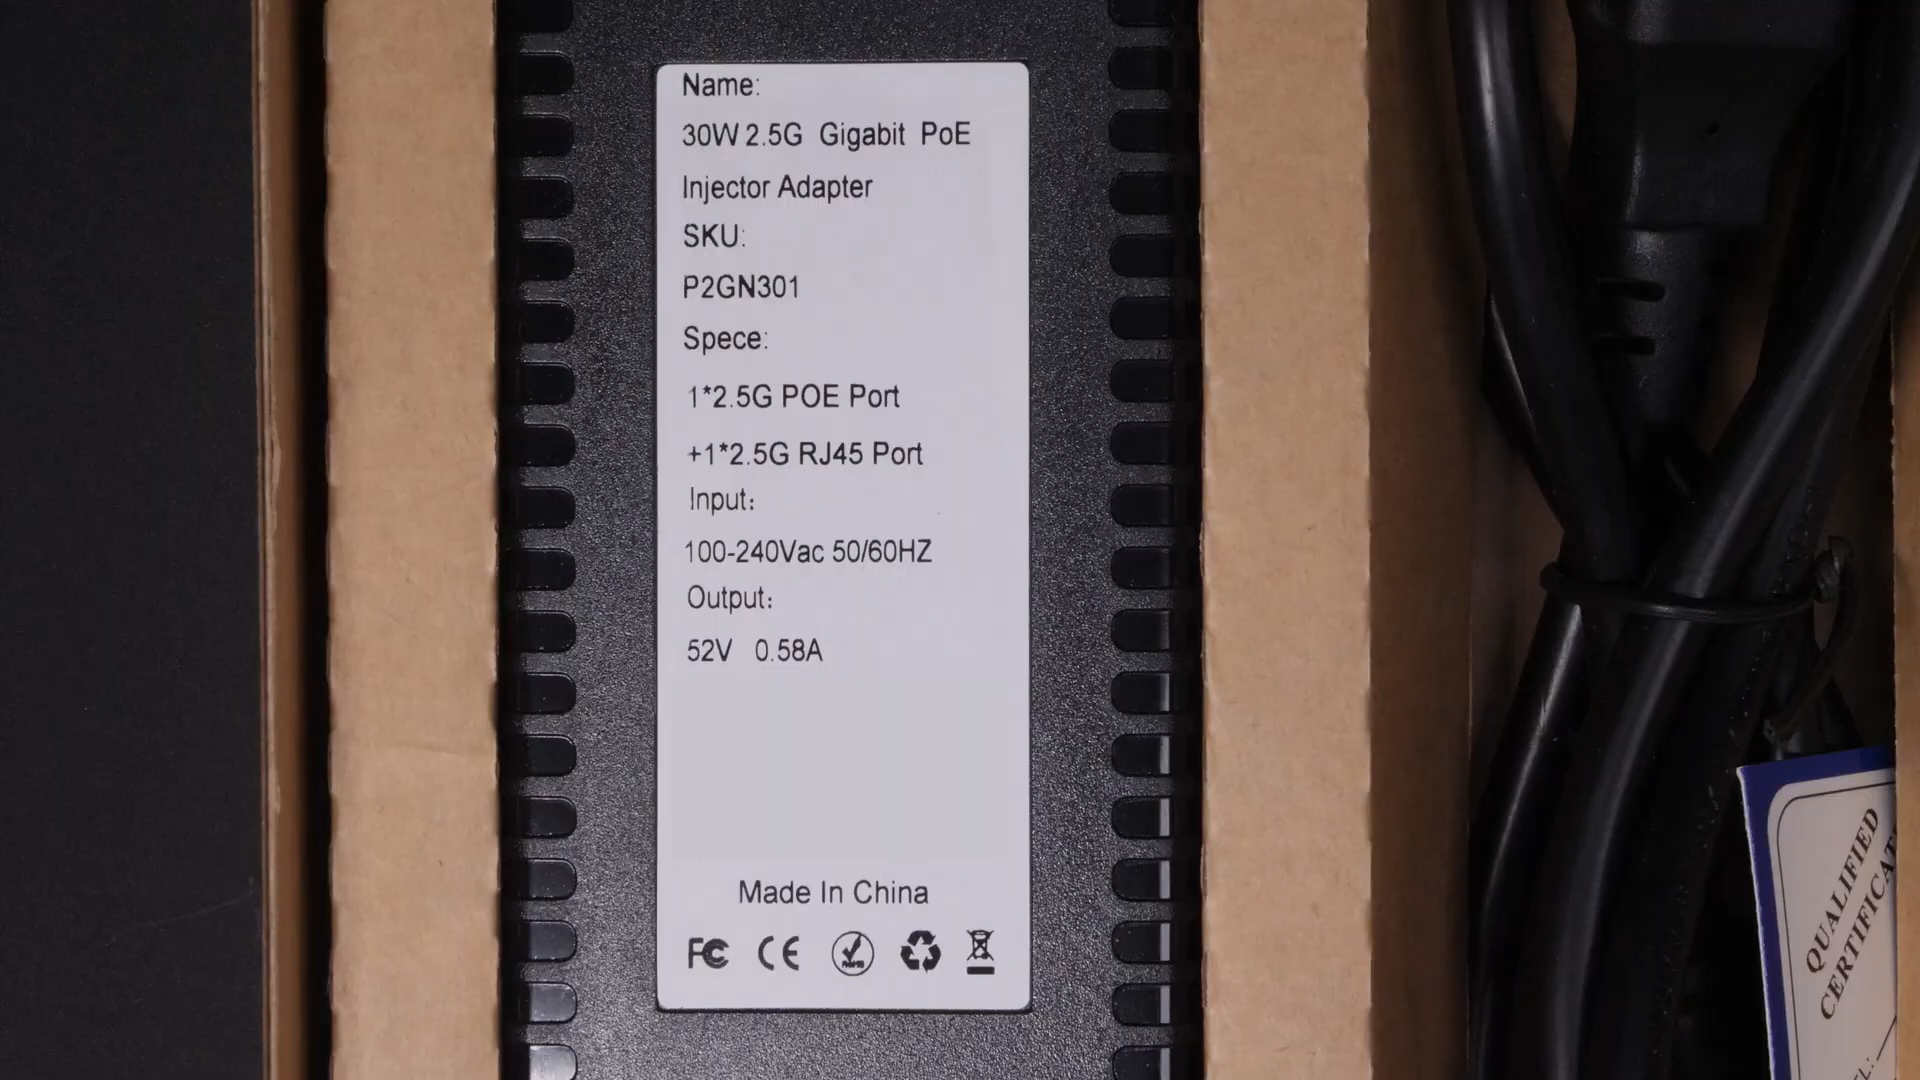 Name:
30W 2.5G Gigabit PoE
Injector Adapter
SKU:
P2GN301
Spece:
1*2.5G POE Port
+1*2.5G RJ45 Port
Input:
100-240Vac 50/60HZ
Output:
52V 0.58A
Made In China
FC CE
QUALIFIED